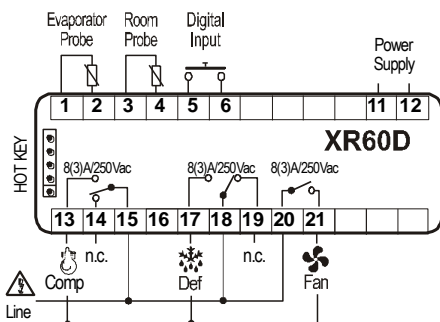 Evaporator Probe
Room Probe
Digital Input
Power Supply
1 2 3 4 5 6 11 12
XR60D
HOT KEY
8(3)A/250Vac 8(3)A/250Vac 8(3)A/250Vac
13 14 15 16 17 18 19 20 21
n.c. n.c.
Comp Def Fan
Line